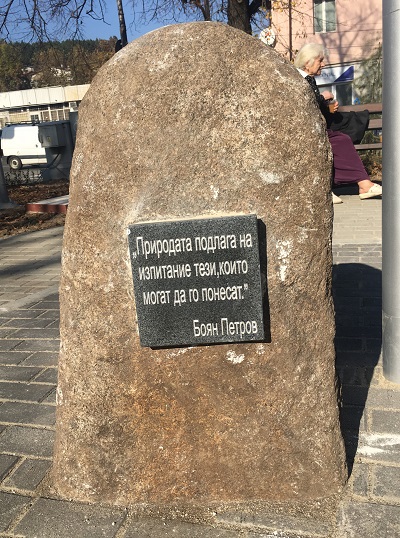 „Природата подлага на
изпитание тези,които
могат да го понесат."
Боян Петров